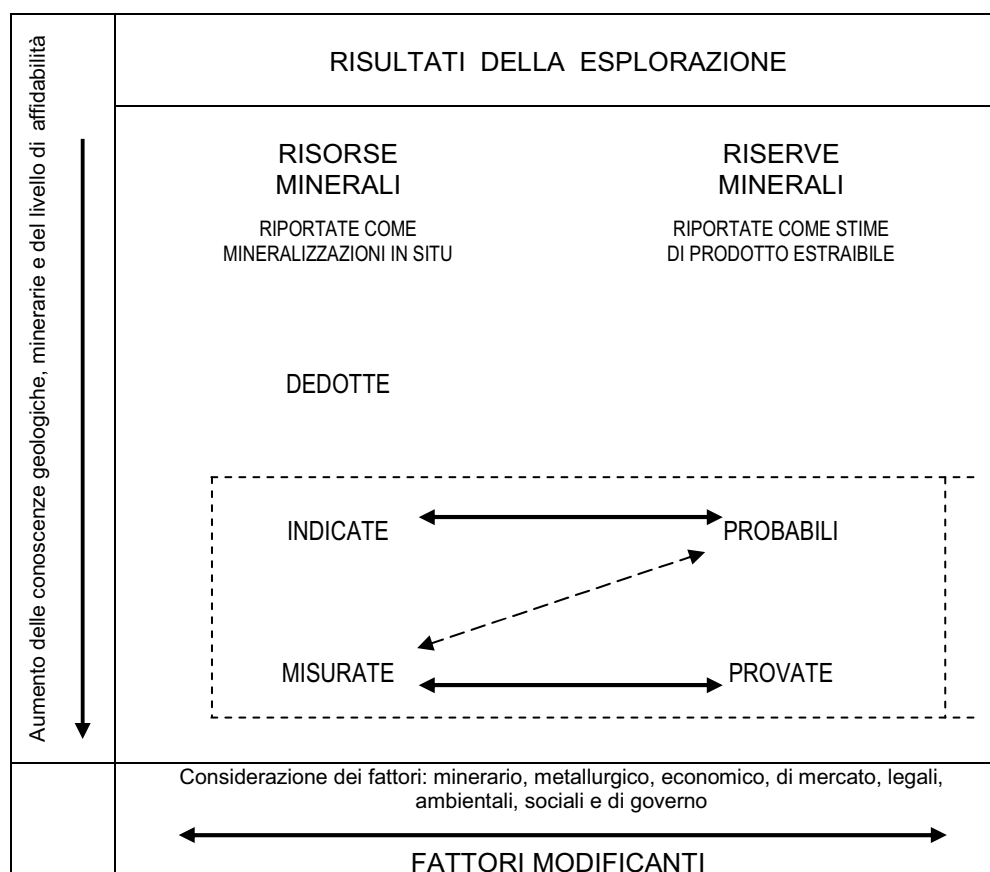 Aumento delle conoscenze geologiche, minerarie e del livello di affidabilità
RISULTATI DELLA ESPLORAZIONE
RISORSE
MINERALI
RIPORTATE COME
MINERALIZZAZIONI IN SITU
RISERVE
MINERALI
RIPORTATE COME STIME
DI PRODOTTO ESTRAIBILE
DEDOTTE
INDICATE
PROBABILI
MISURATE
PROVATE
Considerazione dei fattori: minerario, metallurgico, economico, di mercato, legali,
ambientali, sociali e di governo
FATTORI MODIFICANTI